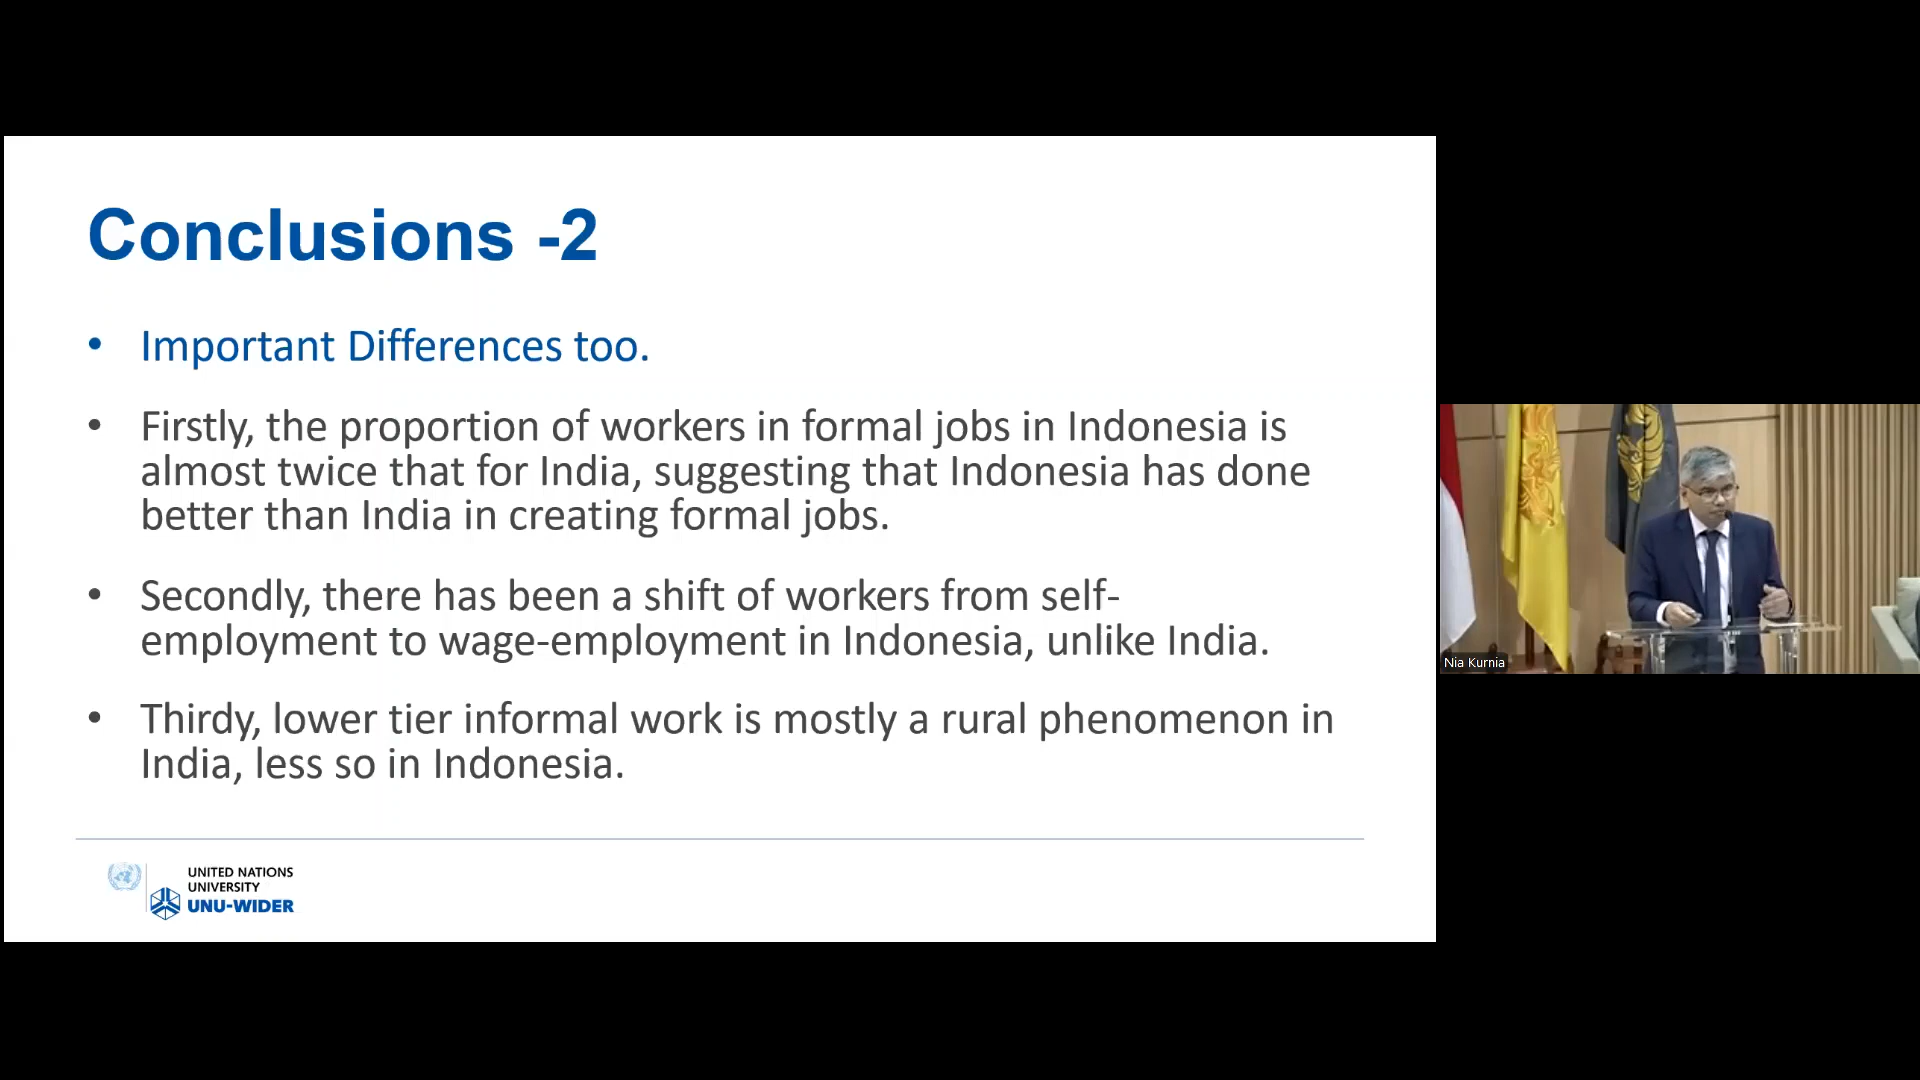 Conclusions -2
• Important Differences too.
• Firstly, the proportion of workers in formal jobs in Indonesia is
almost twice that for India, suggesting that Indonesia has done
better than India in creating formal jobs.
• Secondly, there has been a shift of workers from self-
employment to wage-employment in Indonesia, unlike India.
• Thirdy, lower tier informal work is mostly a rural phenomenon in
India, less so in Indonesia.
UNITED NATIONS
UNIVERSITY
UNU-WIDER
Nia Kurnia